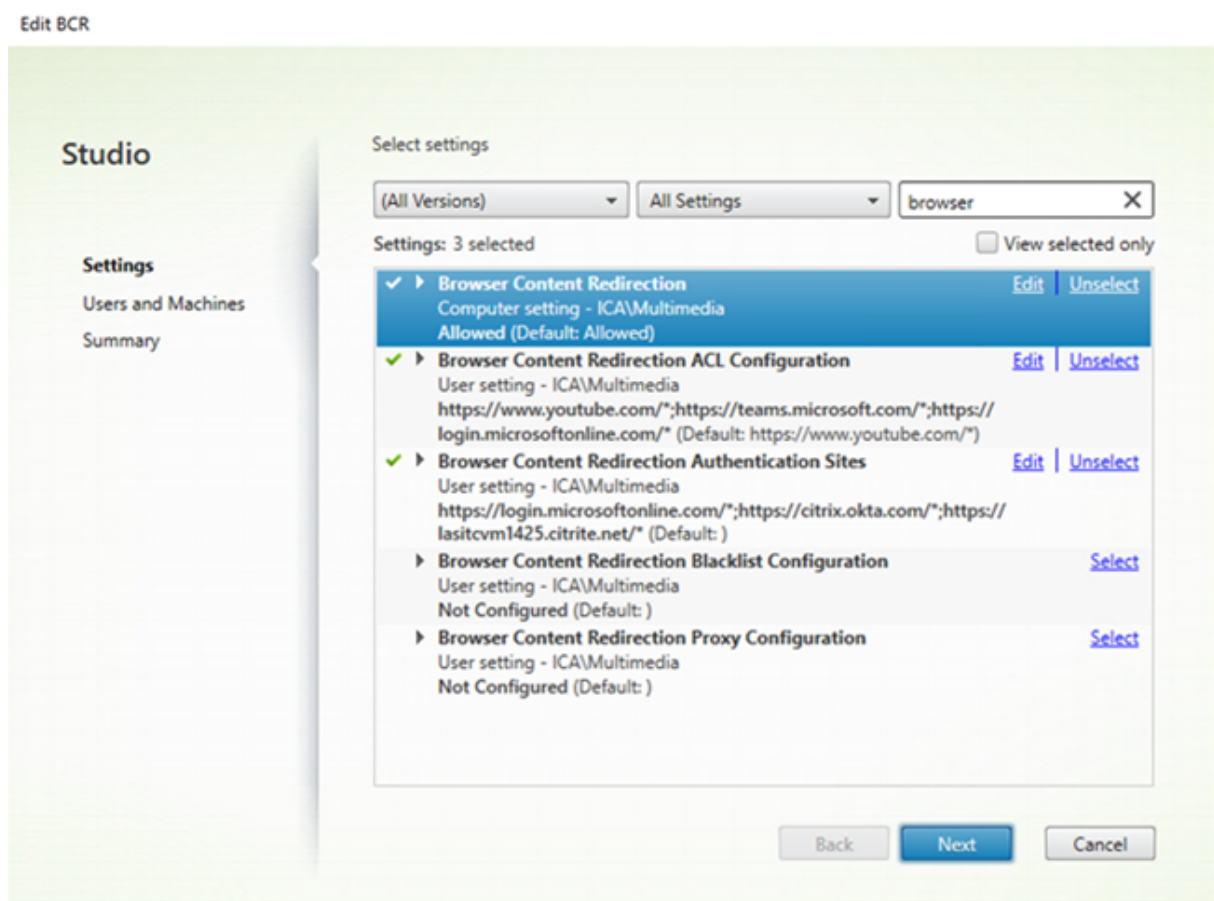 Edit BCR
Studio
Settings
Users and Machines
Summary
Select settings
(All Versions)
All Settings
browser
Settings: 3 selected
View selected only
Browser Content Redirection Edit Unselect
Computer setting - ICA\Multimedia
Allowed (Default: Allowed)
Browser Content Redirection ACL Configuration Edit Unselect
User setting - ICA\Multimedia
https://www.youtube.com/*;https://teams.microsoft.com/*;https://
login.microsoftonline.com/* (Default: https://www.youtube.com/*)
Browser Content Redirection Authentication Sites Edit Unselect
User setting - ICA\Multimedia
https://login.microsoftonline.com/*;https://citrix.okta.com/*;https://
lasitcvm1425.citrite.net/* (Default: )
Browser Content Redirection Blacklist Configuration Select
User setting - ICA\Multimedia
Not Configured (Default: )
Browser Content Redirection Proxy Configuration Select
User setting - ICA\Multimedia
Not Configured (Default: )
Back Next Cancel